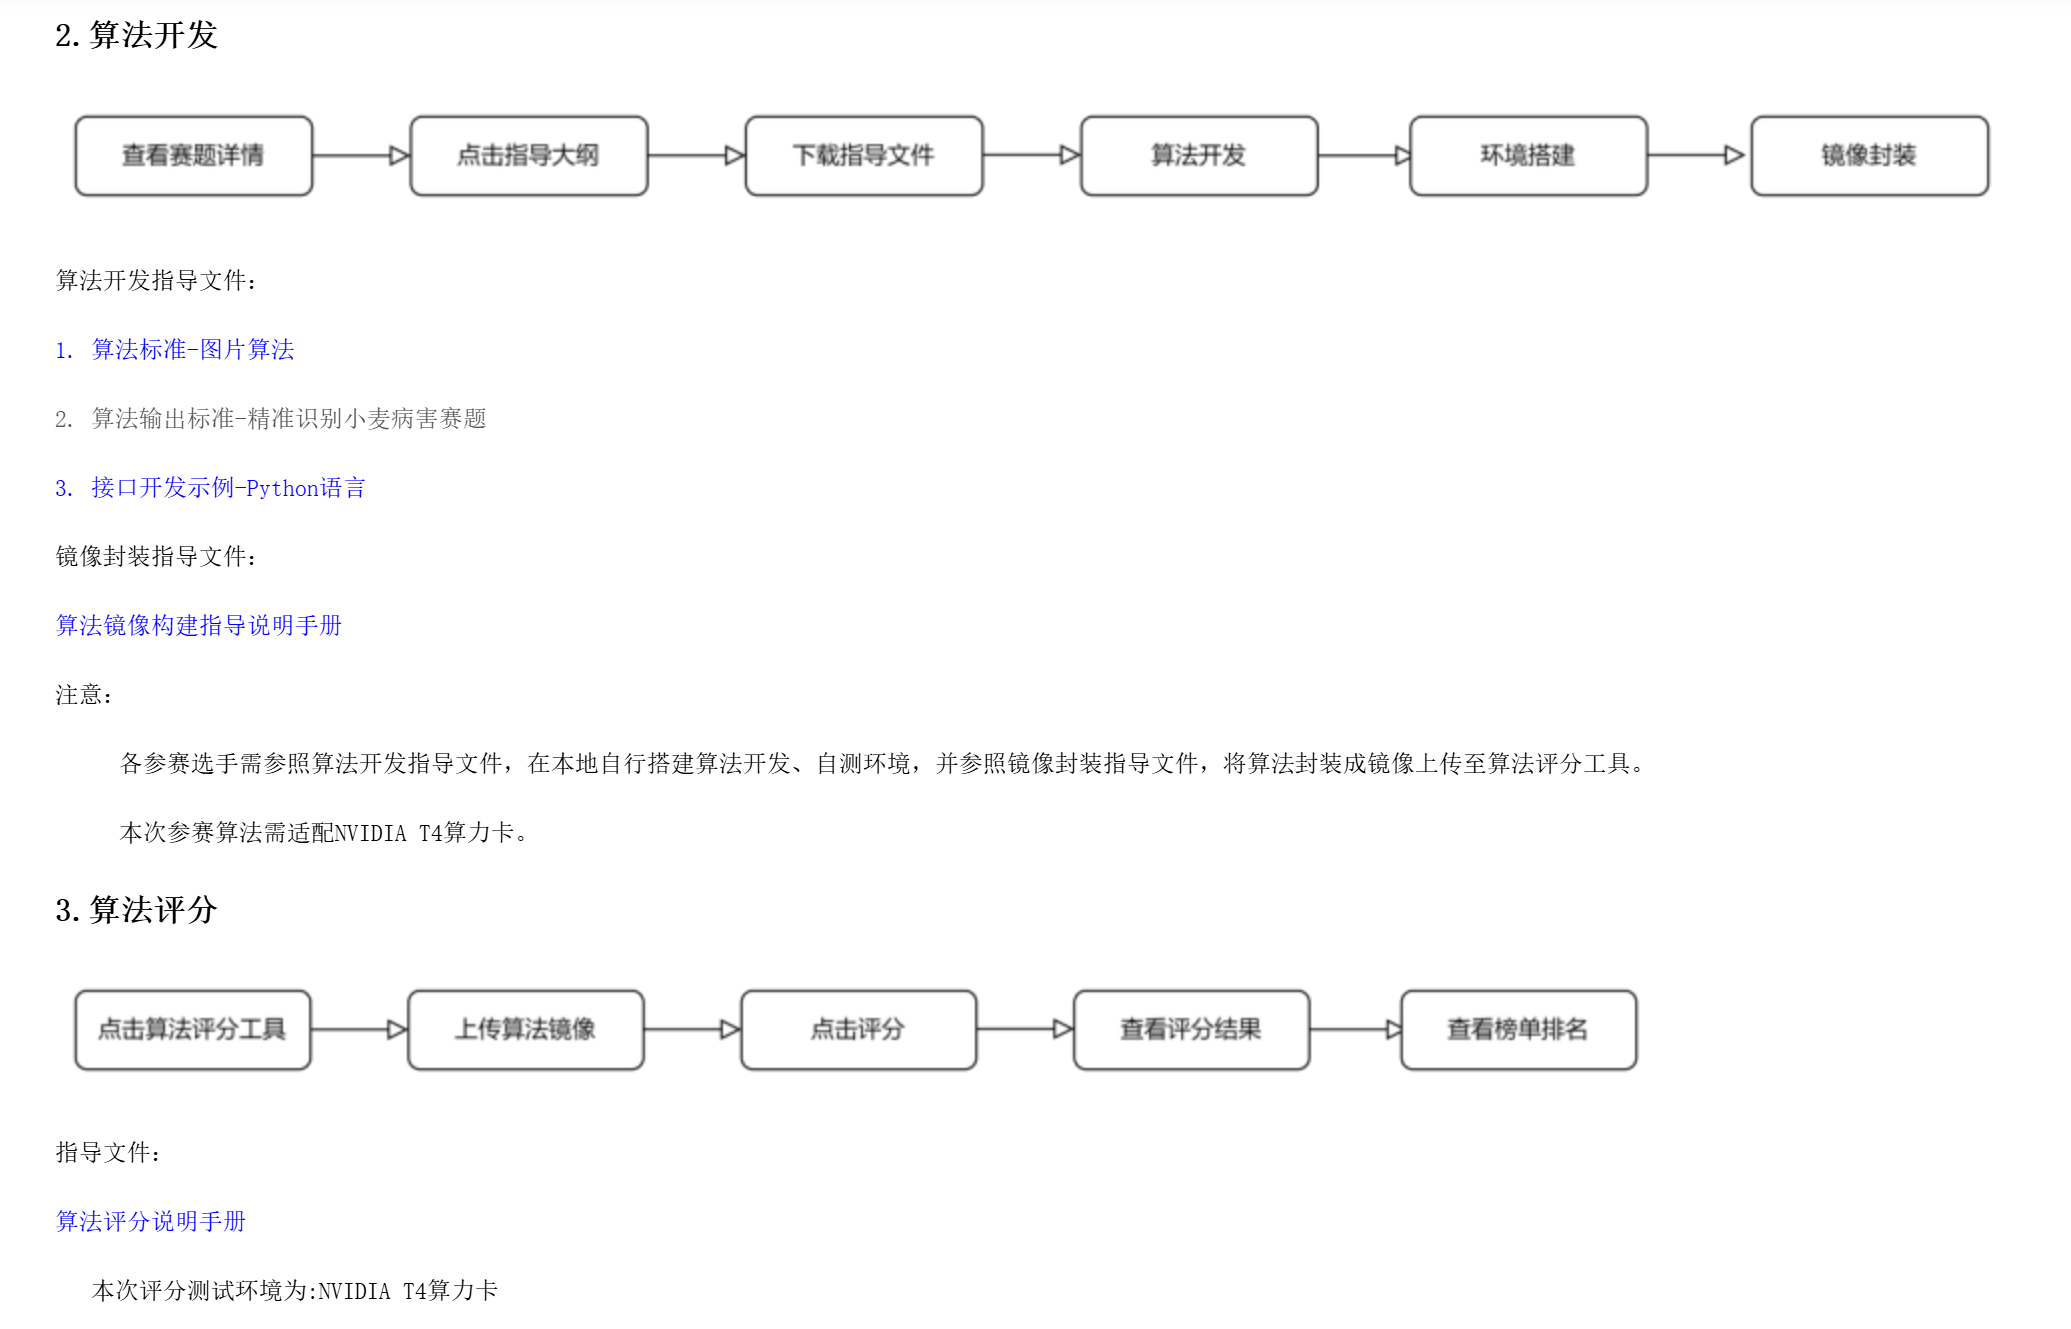 2.算法开发
查看赛题详情
点击指导大纲
下载指导文件
算法开发
环境搭建
镜像封装
算法开发指导文件：
1. 算法标准-图片算法
2. 算法输出标准-精准识别小麦病害赛题
3. 接口开发示例-Python语言
镜像封装指导文件：
算法镜像构建指导说明手册
注意：
各参赛选手需参照算法开发指导文件，在本地自行搭建算法开发、自测环境，并参照镜像封装指导文件，将算法封装成镜像上传至算法评分工具。
本次参赛算法需适配NVIDIA T4算力卡。
3.算法评分
点击算法评分工具
上传算法镜像
点击评分
查看评分结果
查看榜单排名
指导文件：
算法评分说明手册
本次评分测试环境为:NVIDIA T4算力卡